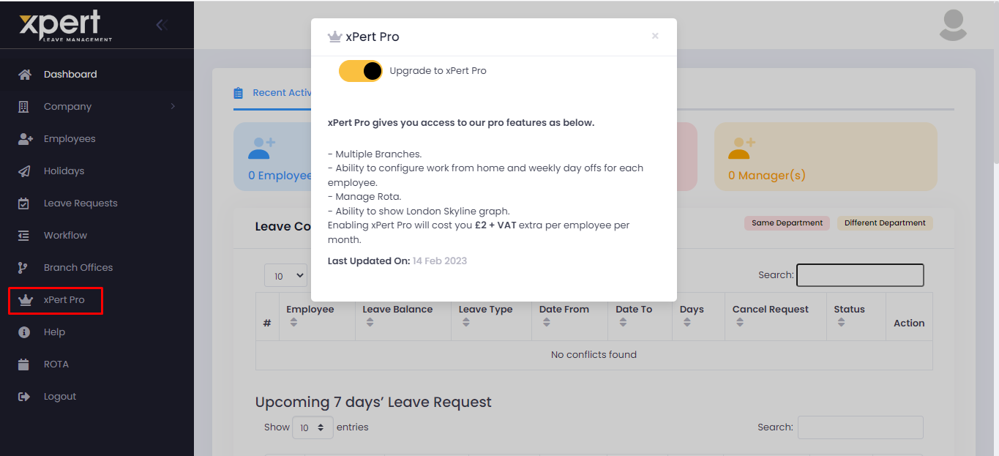 xpert
LEAVE MANAGEMENT
Dashboard
Company
Employees
Holidays
Leave Requests
Workflow
Branch Offices
xPert Pro
Help
ROTA
Logout
xPert Pro
×
Upgrade to xPert Pro
xPert Pro gives you access to our pro features as below.
- Multiple Branches.
- Ability to configure work from home and weekly day offs for each
employee.
- Manage Rota.
- Ability to show London Skyline graph.
Enabling xPert Pro will cost you £2 + VAT extra per employee per
month.
Last Updated On: 14 Feb 2023
Recent Activ
0 Employee
0 Manager(s)
Leave Co
Same Department
Different Department
10
Search:
# Employee Leave Balance Leave Type Date From Date To Days Cancel Request Status Action
No conflicts found
Upcoming 7 days’ Leave Request
Show 10 entries
Search: